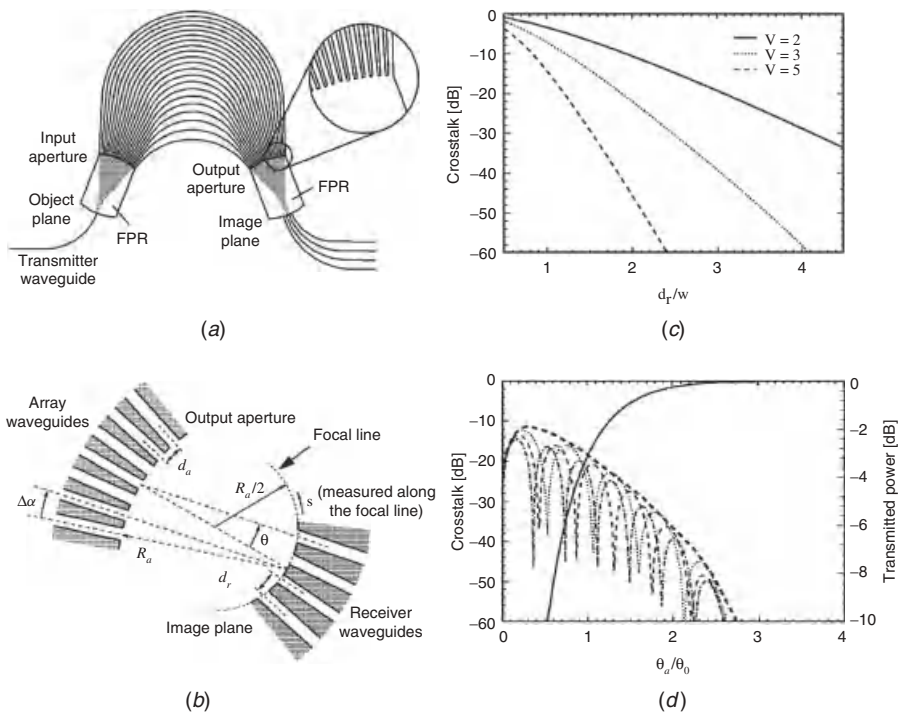 Input
aperture
Object
plane
FPR
Transmitter
waveguide
Output
aperture
FPR
Image
plane
(a)
0
-10
-20
-30
-40
-50
-60
Crosstalk [dB]
V = 2
V = 3
V = 5
1
2
3
4
d_r/w
(c)
Array
waveguides
Output aperture
d_a
Focal line
R_a/2
s
(measured along
the focal line)
Δα
θ
R_a
d_r
Receiver
waveguides
Image plane
(b)
0
-10
-20
-30
-40
-50
-60
Crosstalk [dB]
0
-2
-4
-6
-8
-10
Transmitted power [dB]
0
1
2
3
4
θ_a/θ_0
(d)